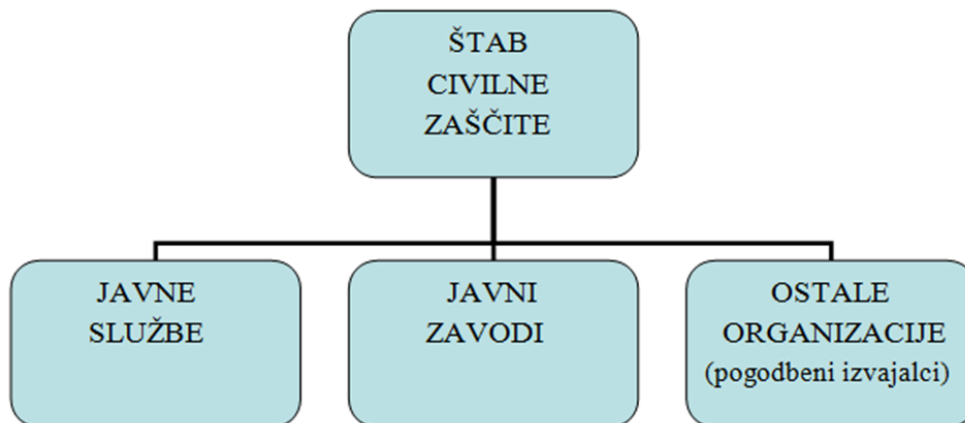 ŠTAB
CIVILNE
ZAŠČITE
JAVNE
SLUŽBE
JAVNI
ZAVODI
OSTALE
ORGANIZACIJE
(pogodbeni izvajalci)